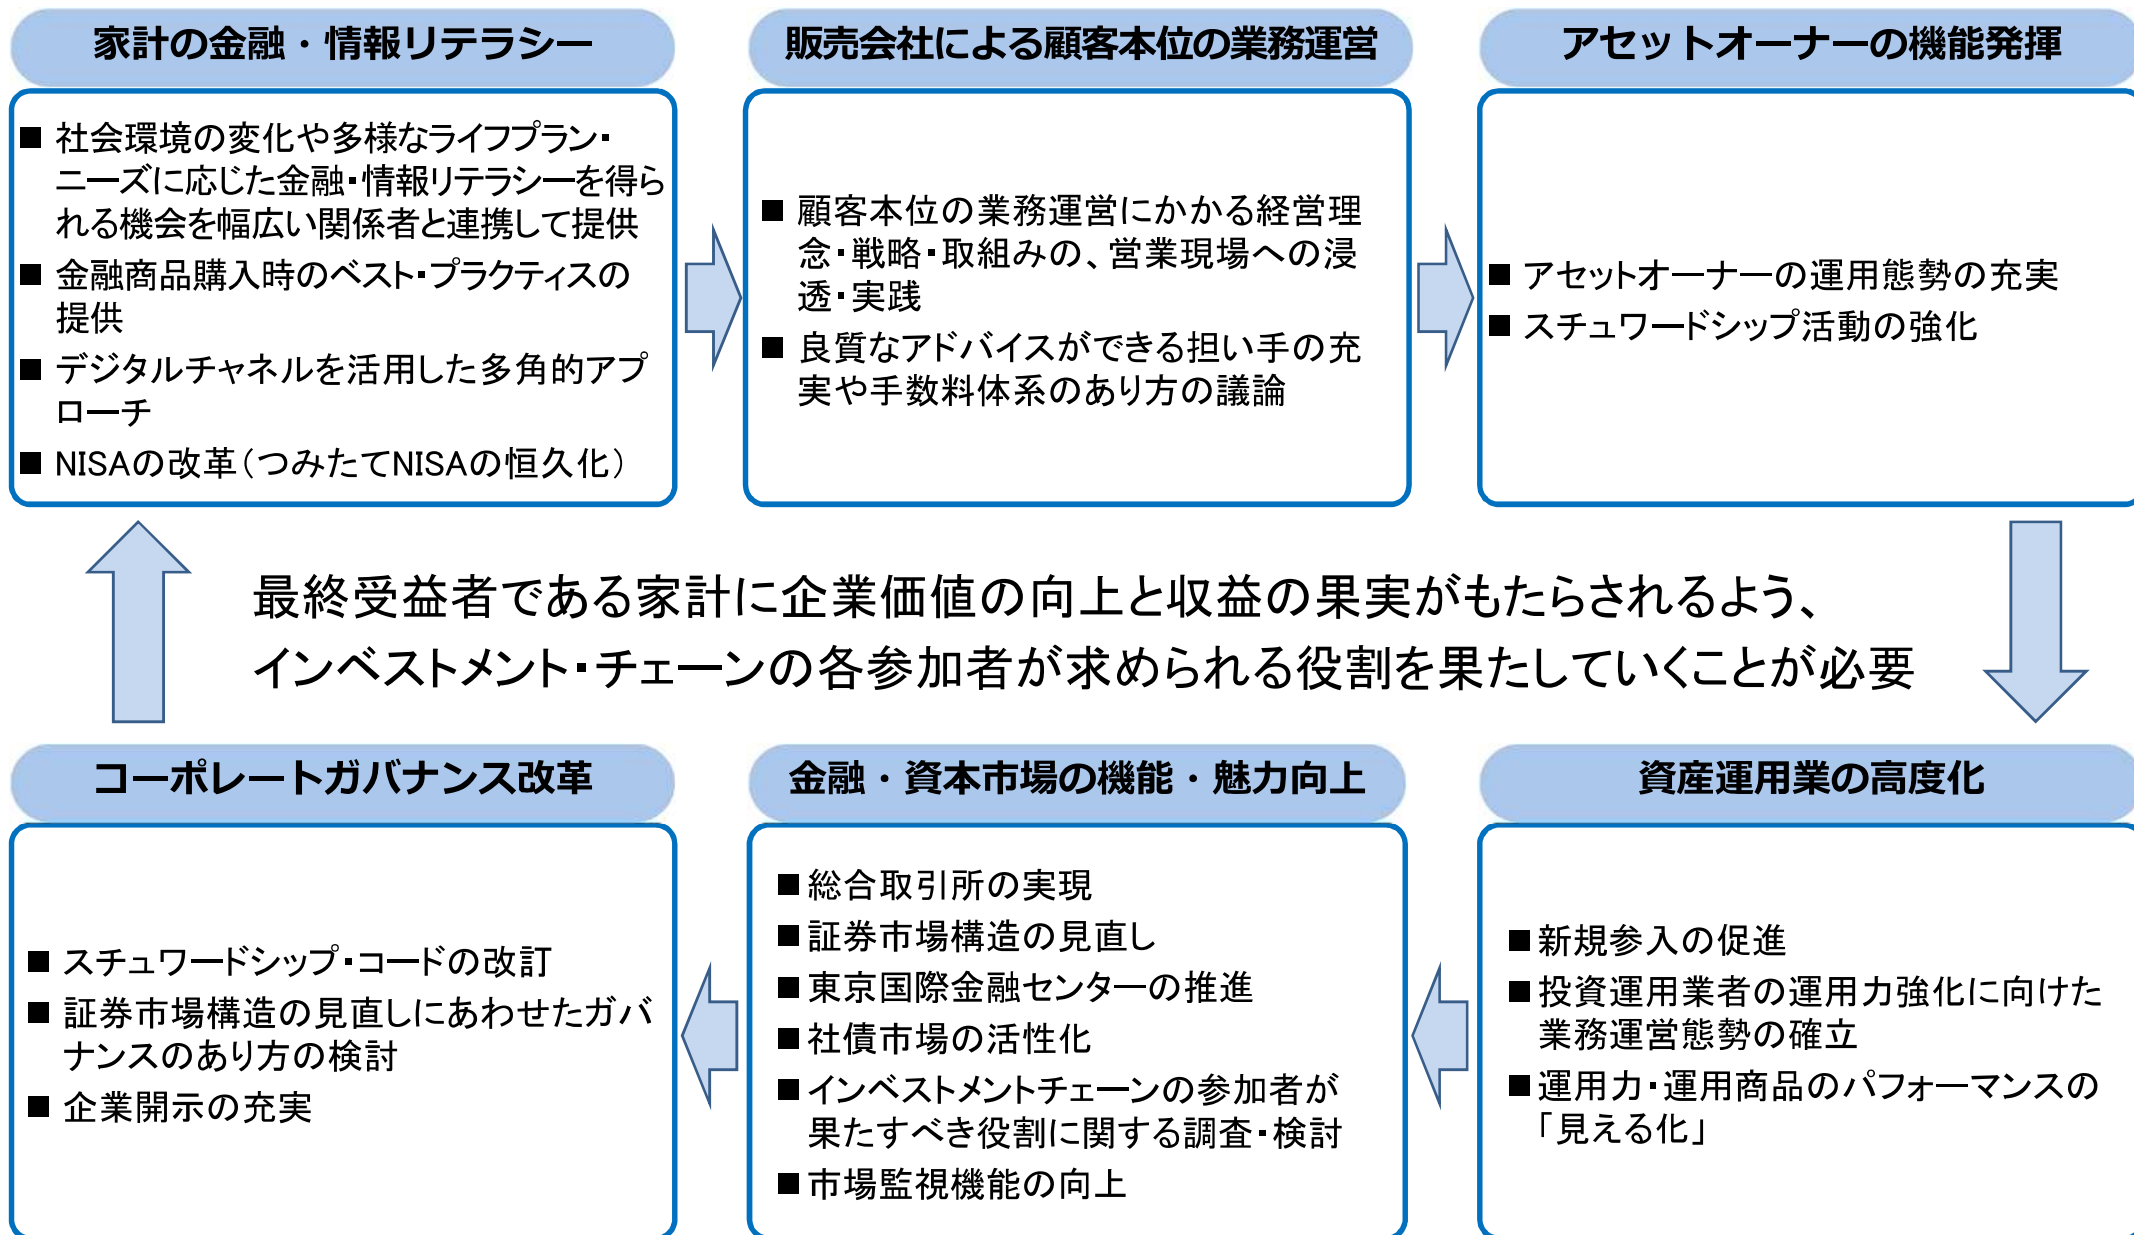 家計の金融・情報リテラシー
■ 社会環境の変化や多様なライフプラン・
ニーズに応じた金融・情報リテラシーを得ら
れる機会を幅広い関係者と連携して提供
■ 金融商品購入時のベスト・プラクティスの
提供
■ デジタルチャネルを活用した多角的アプ
ローチ
■ NISAの改革(つみたてNISAの恒久化)
販売会社による顧客本位の業務運営
■ 顧客本位の業務運営にかかる経営理
念・戦略・取組みの、営業現場への浸
透・実践
■ 良質なアドバイスができる担い手の充
実や手数料体系のあり方の議論
アセットオーナーの機能発揮
■ アセットオーナーの運用態勢の充実
■ スチュワードシップ活動の強化
最終受益者である家計に企業価値の向上と収益の果実がもたらされるよう、
インベストメント・チェーンの各参加者が求められる役割を果たしていくことが必要
コーポレートガバナンス改革
■ スチュワードシップ・コードの改訂
■ 証券市場構造の見直しにあわせたガバ
ナンスのあり方の検討
■ 企業開示の充実
金融・資本市場の機能・魅力向上
■ 総合取引所の実現
■ 証券市場構造の見直し
■ 東京国際金融センターの推進
■ 社債市場の活性化
■ インベストメントチェーンの参加者が
果たすべき役割に関する調査・検討
■ 市場監視機能の向上
資産運用業の高度化
■ 新規参入の促進
■ 投資運用業者の運用力強化に向けた
業務運営態勢の確立
■ 運用力・運用商品のパフォーマンスの
「見える化」